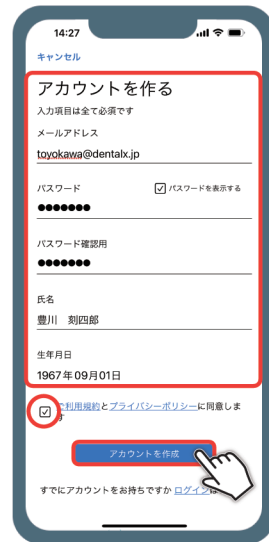 14:27
キャンセル
アカウントを作る
入力項目は全て必須です
メールアドレス
toyokawa@dentalx.jp
パスワード
パスワードを表示する
●●●●●●●
パスワード確認用
●●●●●●●
氏名
豊川 刻四郎
生年月日
1967年09月01日
ご利用規約とプライバシーポリシーに同意しま
す
アカウントを作成
すでにアカウントをお持ちですか ログインは